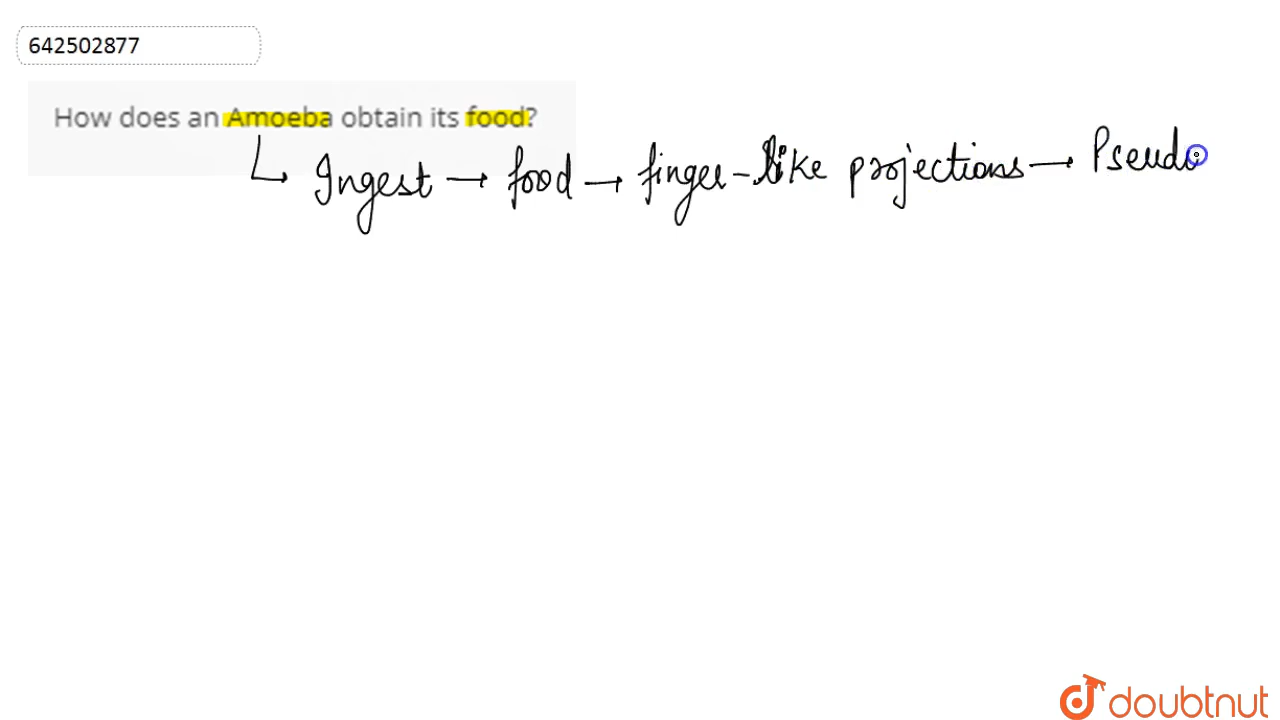 642502877
How does an Amoeba obtain its food?
↳ Ingest → food → finger-like projections → Pseudo
doubtnut